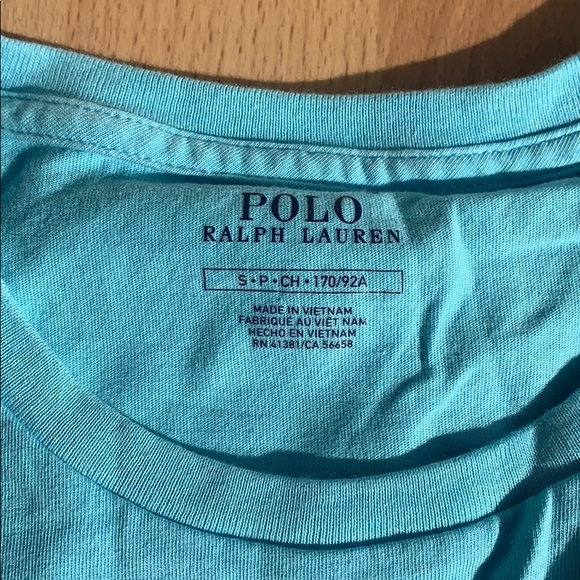 POLO
RALPH LAUREN
S•P•CH•170/92A
MADE IN VIETNAM
FABRIQUÉ AU VIÊT NAM
HECHO EN VIETNAM
RN 41381/CA 56658